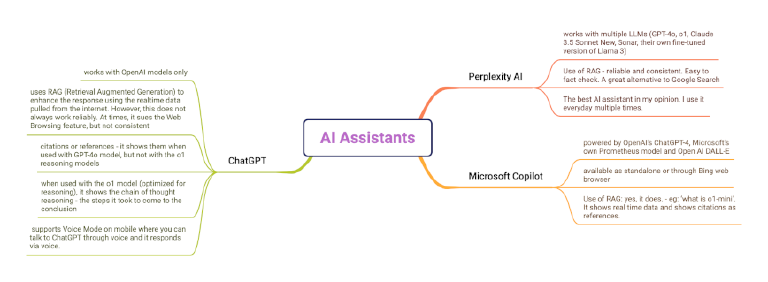 AI Assistants
ChatGPT
works with OpenAI models only
uses RAG (Retrieval Augmented Generation) to
enhance the response using the realtime data
pulled from the internet. However, this does not
always work reliably. At times, it cues the Web
Browsing feature, but not consistent
citations or references - it shows them when
used with GPT-4o model, but not with the o1
reasoning models
when used with the o1 model (optimized for
reasoning), it shows the chain of thought
reasoning - the steps it took to come to the
conclusion
supports Voice Mode on mobile where you can
talk to ChatGPT through voice and it responds
via voice.
Perplexity AI
works with multiple LLMs (GPT-4o, o1, Claude
3.5 Sonnet New, Sonar, their own fine-tuned
version of Llama 3)
Use of RAG - reliable and consistent. Easy to
fact check. A great alternative to Google Search
The best AI assistant in my opinion. I use it
everyday multiple times.
Microsoft Copilot
powered by OpenAI's ChatGPT-4, Microsoft's
own Prometheus model and Open AI DALL-E
available as standalone or through Bing web
browser
Use of RAG: yes, it does. - eg: 'what is o1-mini'.
It shows real time data and shows citations as
references.